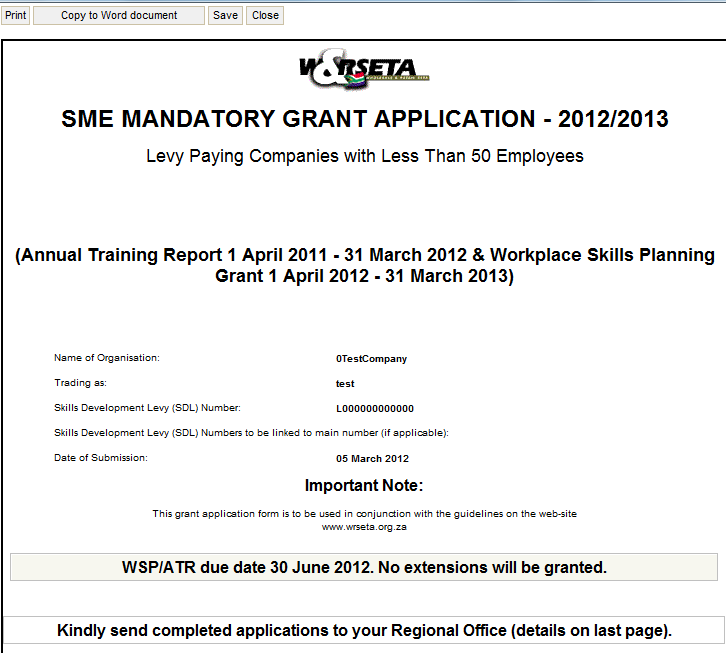 Print Copy to Word document Save Close
W&RSETA
WHOLESALE & RETAIL SETA
SME MANDATORY GRANT APPLICATION - 2012/2013
Levy Paying Companies with Less Than 50 Employees
(Annual Training Report 1 April 2011 - 31 March 2012 & Workplace Skills Planning
Grant 1 April 2012 - 31 March 2013)
Name of Organisation: 0TestCompany
Trading as: test
Skills Development Levy (SDL) Number: L000000000000
Skills Development Levy (SDL) Numbers to be linked to main number (if applicable):
Date of Submission: 05 March 2012
Important Note:
This grant application form is to be used in conjunction with the guidelines on the web-site
www.wrseta.org.za
WSP/ATR due date 30 June 2012. No extensions will be granted.
Kindly send completed applications to your Regional Office (details on last page).